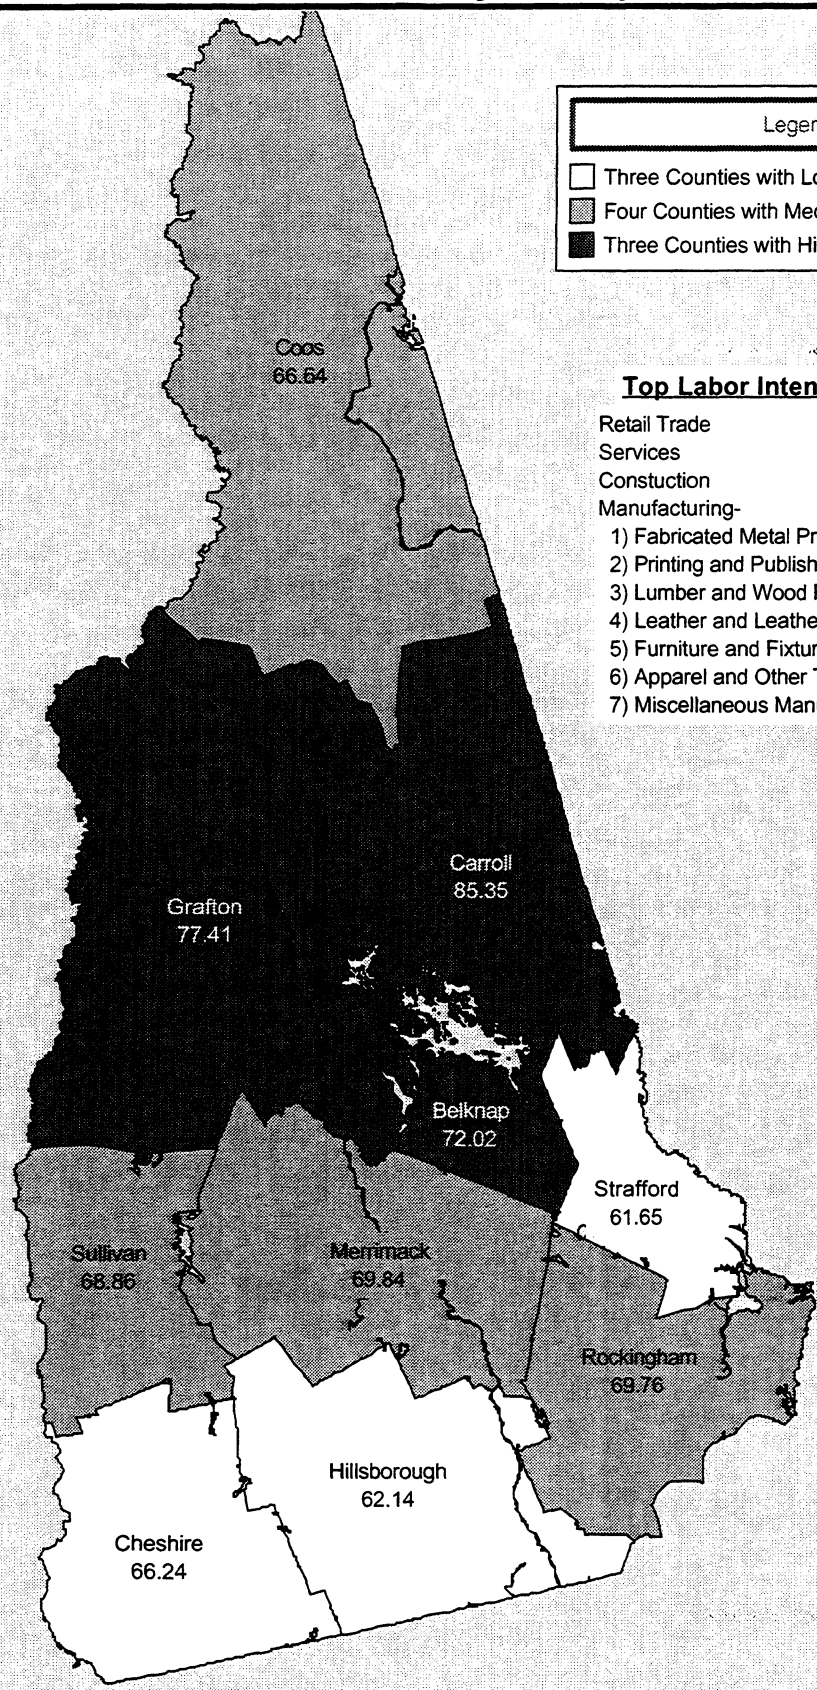 Legen
Three Counties with Lo
Four Counties with Med
Three Counties with Hi
Coos
66.64
Top Labor Inten
Retail Trade
Services
Constuction
Manufacturing-
1) Fabricated Metal Pr
2) Printing and Publish
3) Lumber and Wood
4) Leather and Leathe
5) Furniture and Fixtur
6) Apparel and Other
7) Miscellaneous Man
Carroll
85.35
Grafton
77.41
Belknap
72.02
Strafford
61.65
Sullivan
68.86
Merrimack
69.84
Rockingham
69.76
Hillsborough
62.14
Cheshire
66.24